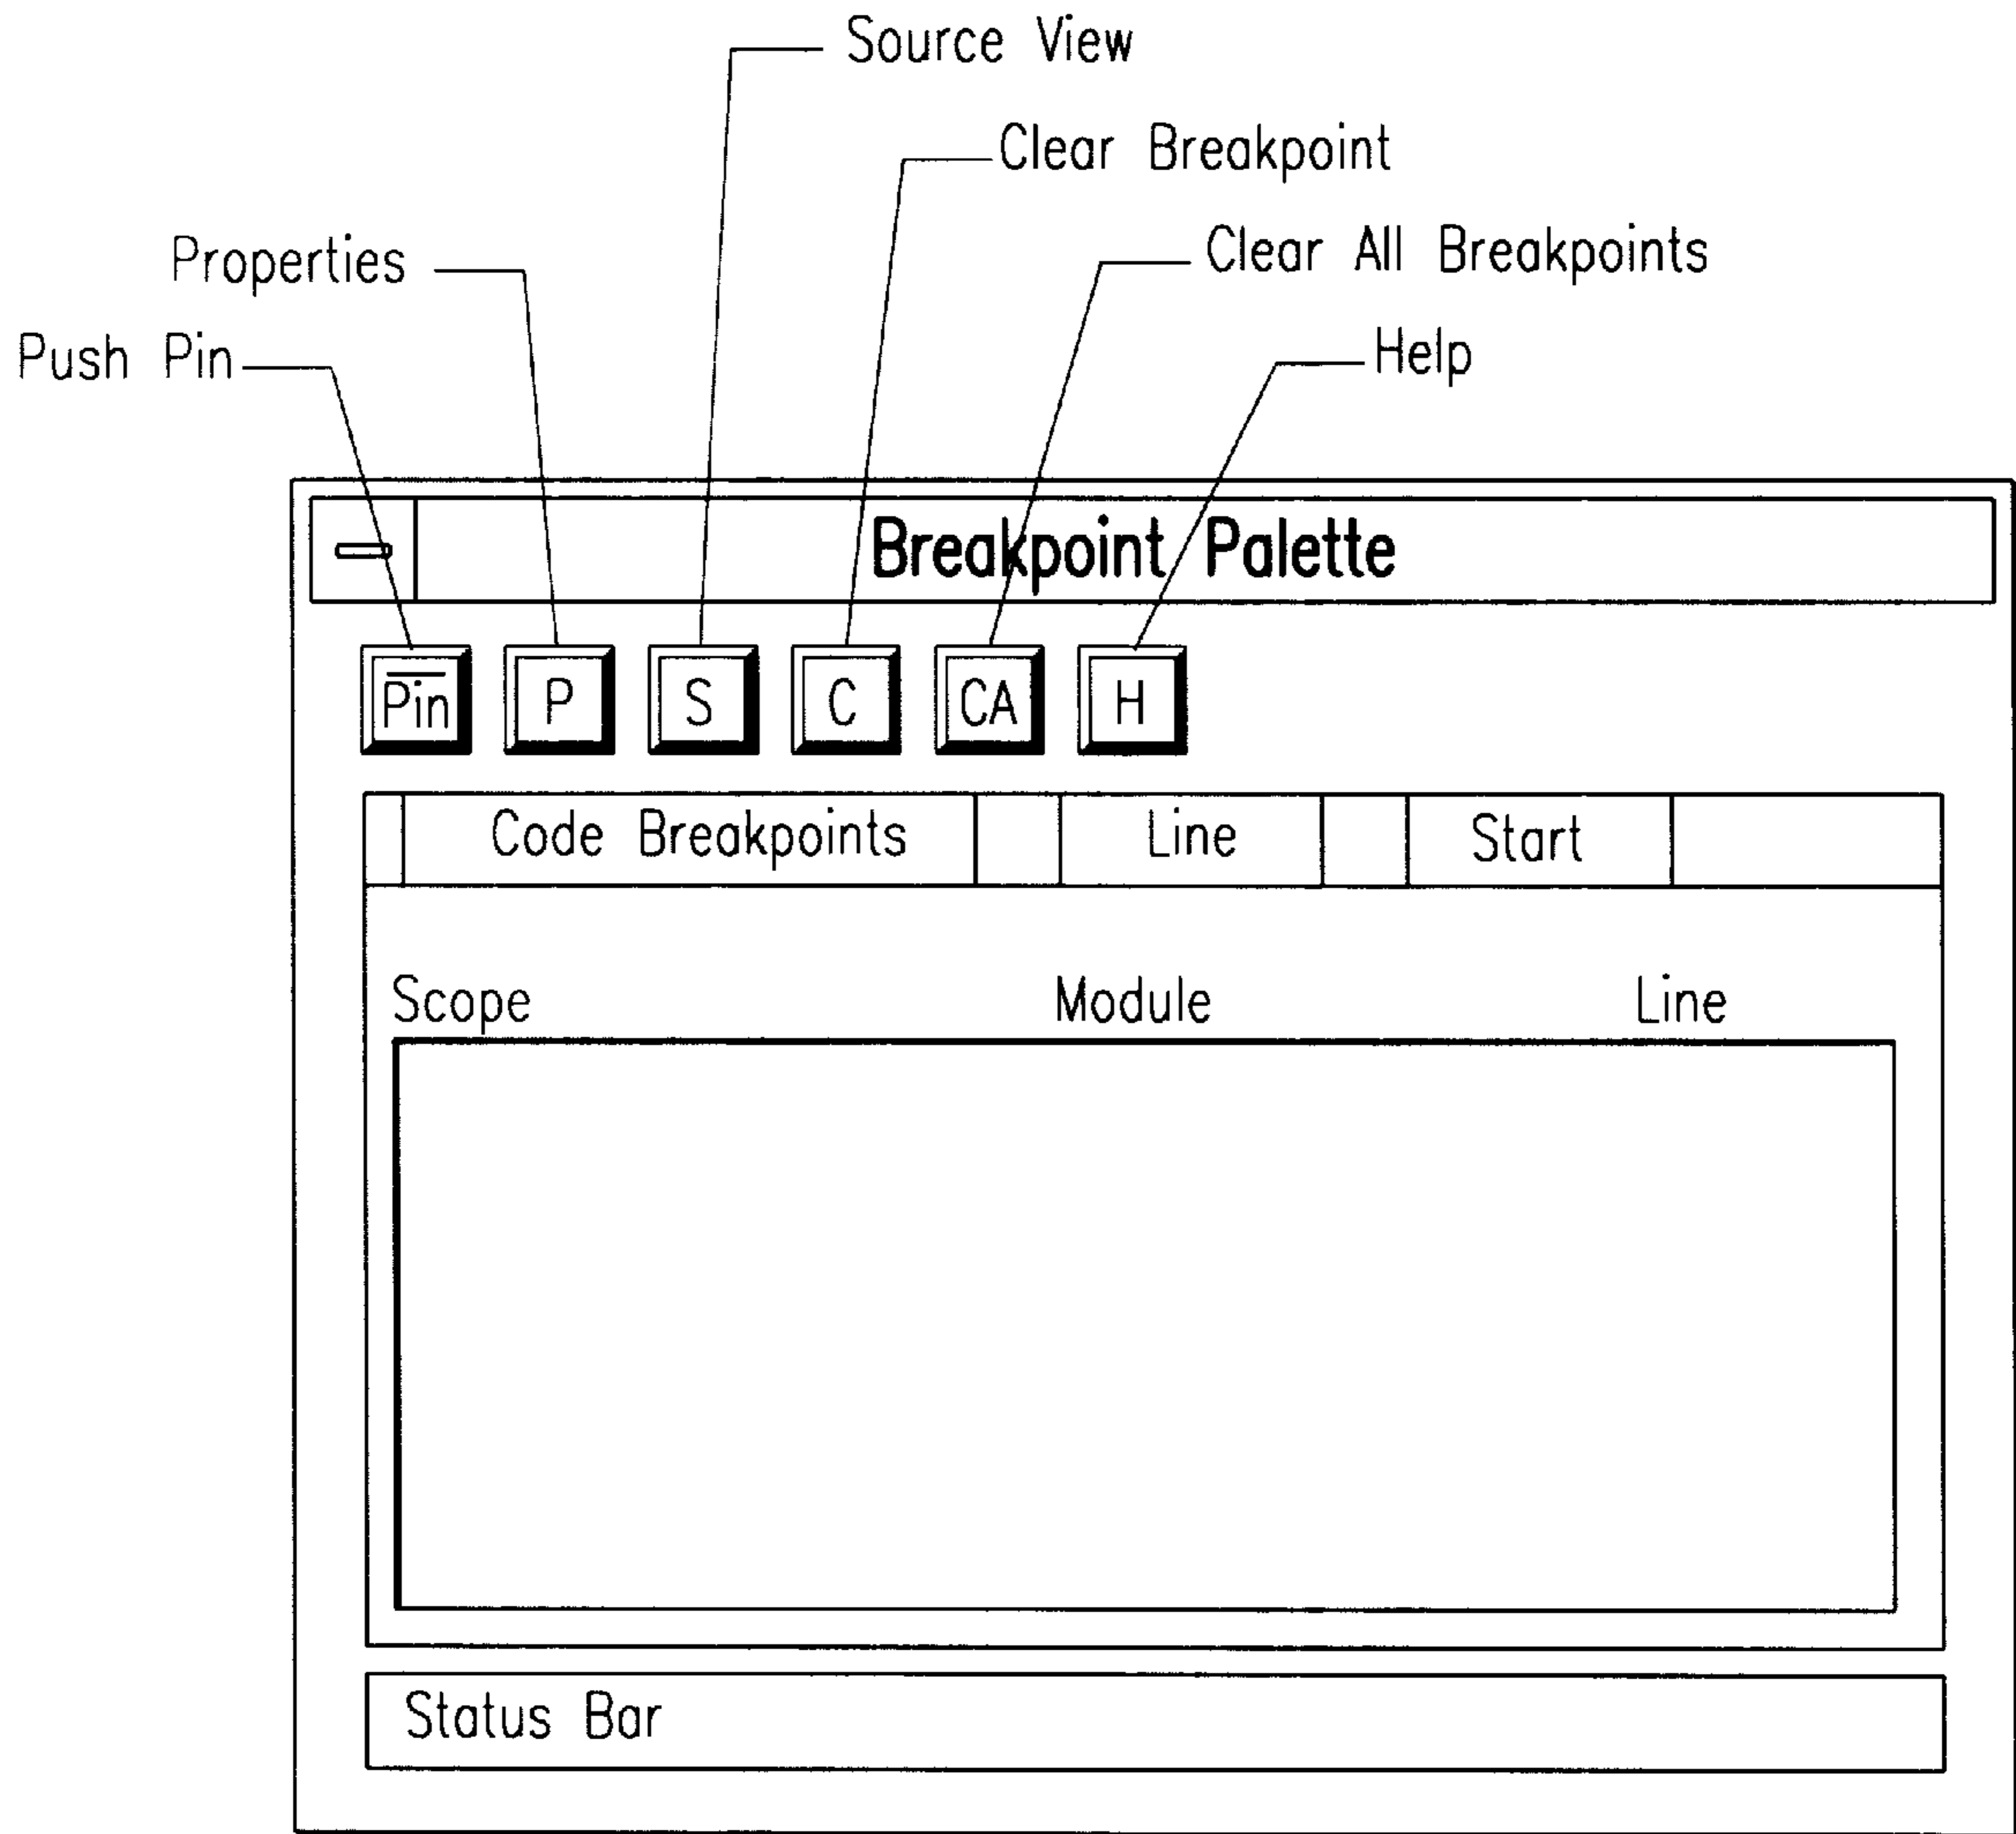 Source View
Clear Breakpoint
Properties
Clear All Breakpoints
Push Pin
Help
Breakpoint Palette
Pin P S C CA H
Code Breakpoints Line Start
Scope Module Line
Status Bar